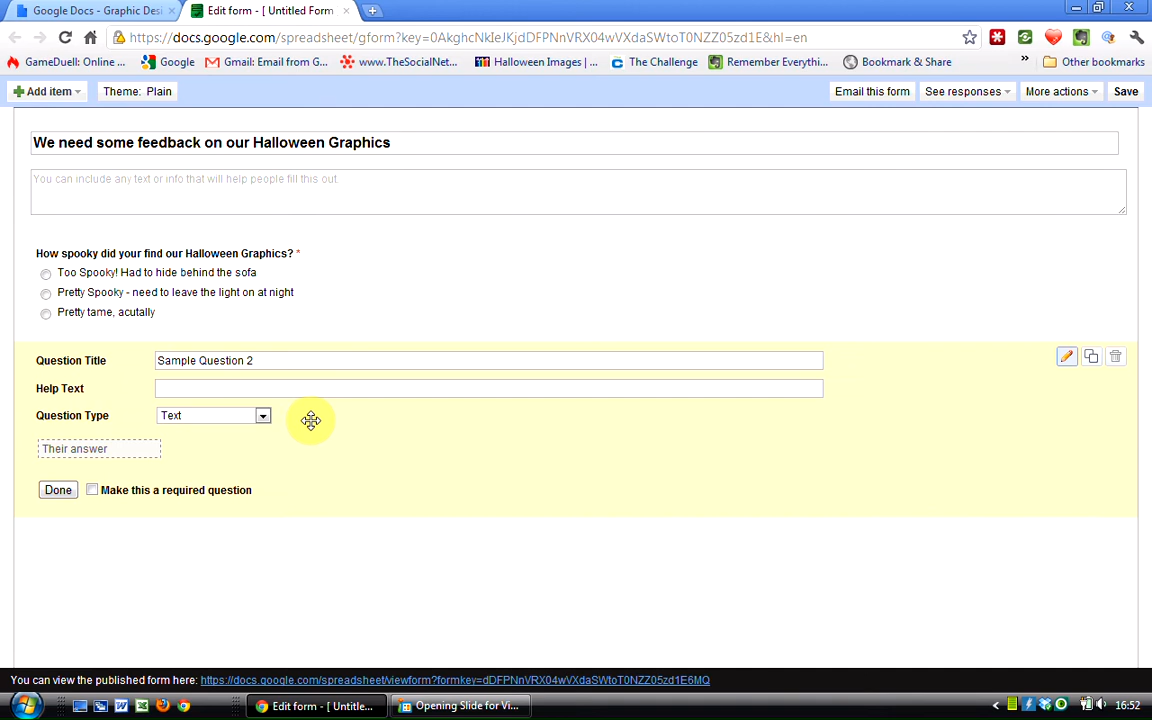 Google Docs - Graphic Desi
Edit form - [ Untitled Form
https://docs.google.com/spreadsheet/gform?key=0AkghcNkIeJKjdDFPNnVRX04wVXdaSWtoT0NZZ05zd1E&hl=en
GameDuell: Online ...
Google
Gmail: Email from G...
www.TheSocialNet...
Halloween Images | ...
The Challenge
Remember Everythi...
Bookmark & Share
»
Other bookmarks
Add item
Theme: Plain
Email this form
See responses
More actions
Save
We need some feedback on our Halloween Graphics
You can include any text or info that will help people fill this out.
How spooky did your find our Halloween Graphics? *
Too Spooky! Had to hide behind the sofa
Pretty Spooky - need to leave the light on at night
Pretty tame, acutally
Question Title
Sample Question 2
Help Text
Question Type
Text
Their answer
Done
Make this a required question
You can view the published form here: https://docs.google.com/spreadsheet/viewform?formkey=dDFPNnVRX04wVXdaSWtoT0NZZ05zd1E6MQ
Edit form - [ Untitle...
Opening Slide for Vi...
16:52